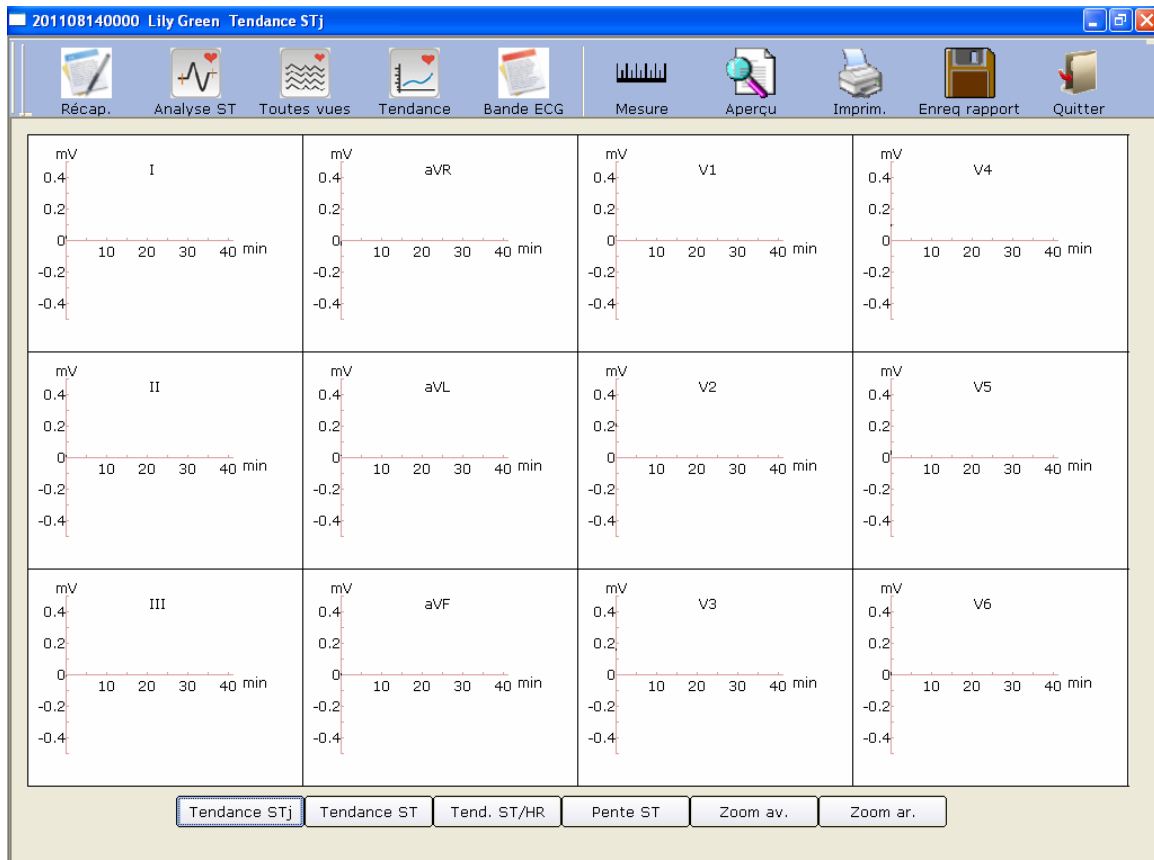 201108140000 Lily Green Tendance STj
Récap. Analyse ST Toutes vues Tendance Bande ECG Mesure Aperçu Imprim. Enreq rapport Quitter
mV I
0.4
0.2
0
10 20 30 40 min
-0.2
-0.4
mV aVR
0.4
0.2
0
10 20 30 40 min
-0.2
-0.4
mV V1
0.4
0.2
0
10 20 30 40 min
-0.2
-0.4
mV V4
0.4
0.2
0
10 20 30 40 min
-0.2
-0.4
mV II
0.4
0.2
0
10 20 30 40 min
-0.2
-0.4
mV aVL
0.4
0.2
0
10 20 30 40 min
-0.2
-0.4
mV V2
0.4
0.2
0
10 20 30 40 min
-0.2
-0.4
mV V5
0.4
0.2
0
10 20 30 40 min
-0.2
-0.4
mV III
0.4
0.2
0
10 20 30 40 min
-0.2
-0.4
mV aVF
0.4
0.2
0
10 20 30 40 min
-0.2
-0.4
mV V3
0.4
0.2
0
10 20 30 40 min
-0.2
-0.4
mV V6
0.4
0.2
0
10 20 30 40 min
-0.2
-0.4
Tendance STj Tendance ST Tend. ST/HR Pente ST Zoom av. Zoom ar.